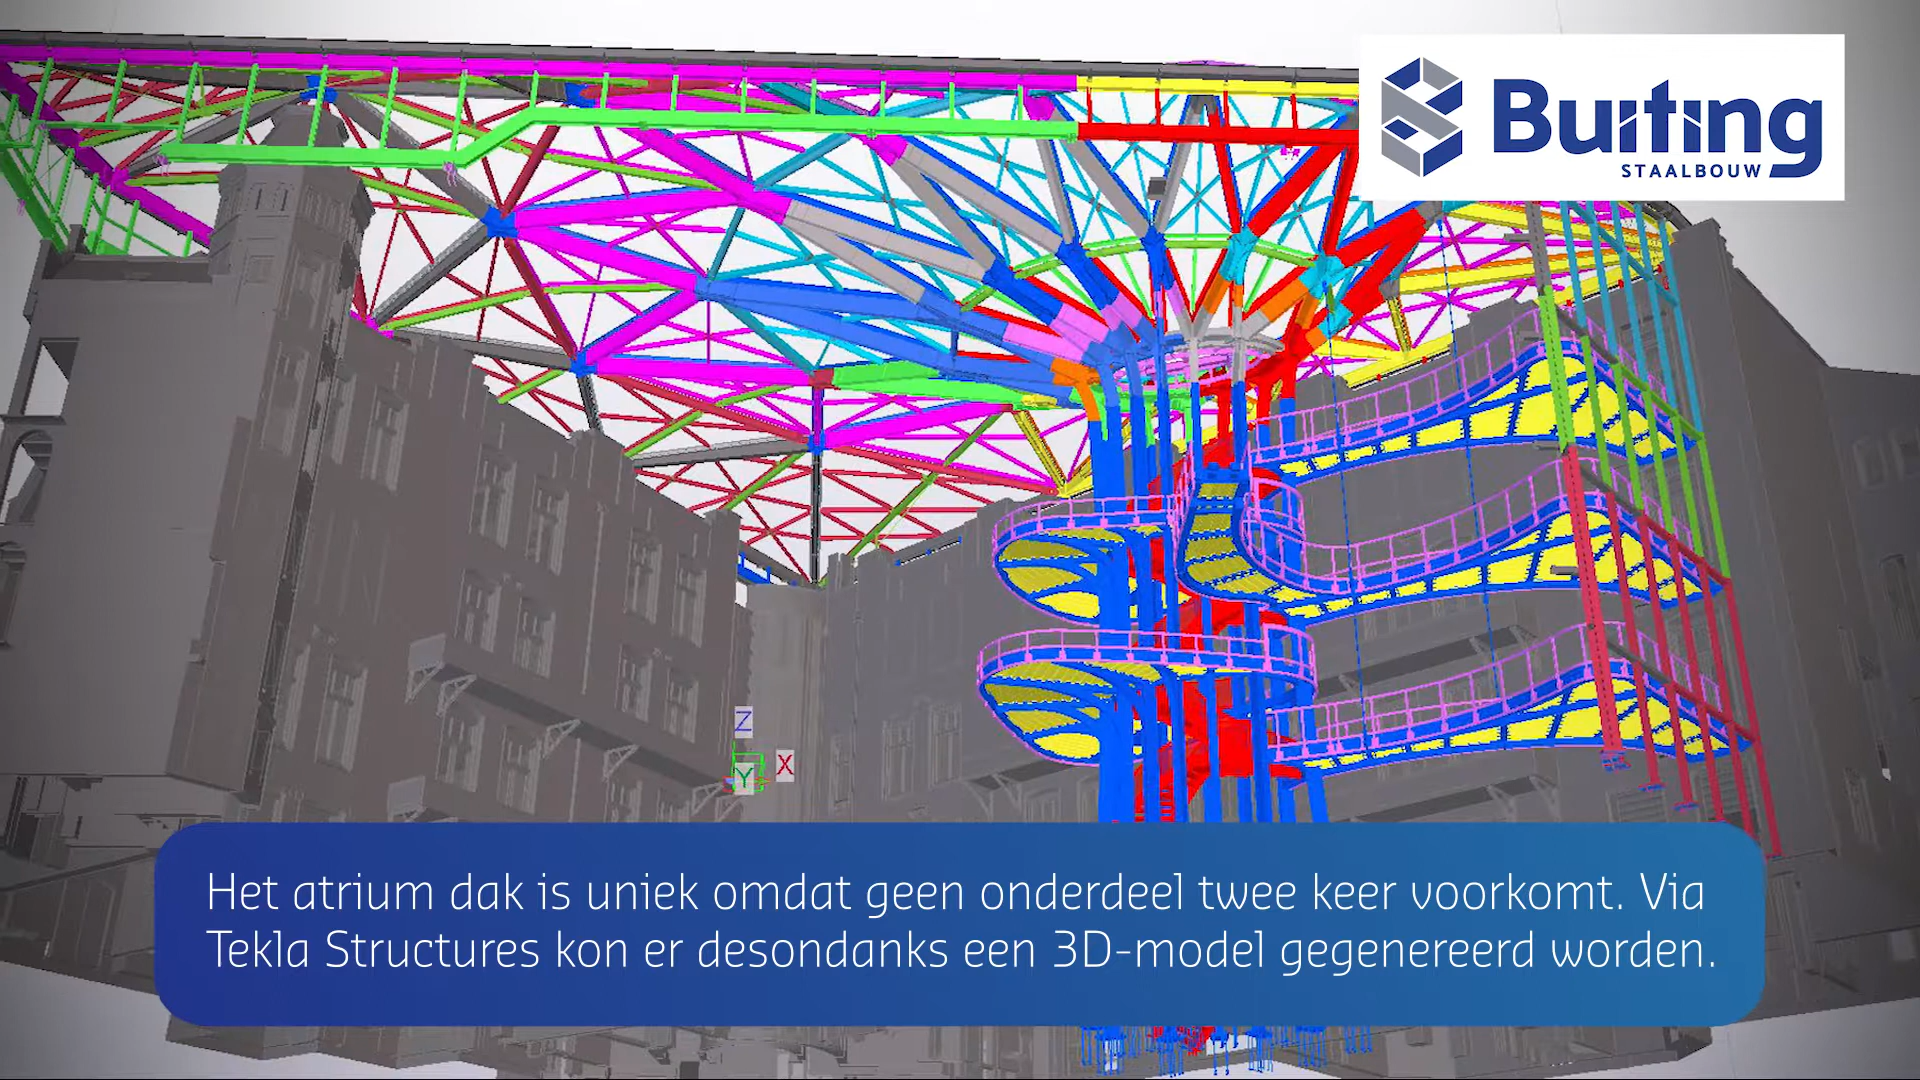 Buiting
STAALBOUW
Z
Y
X
Het atrium dak is uniek omdat geen onderdeel twee keer voorkomt. Via
Tekla Structures kon er desondanks een 3D-model gegenereerd worden.